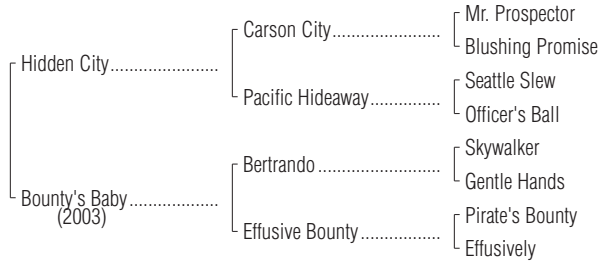 Mr. Prospector
Carson City
Blushing Promise
Hidden City
Seattle Slew
Pacific Hideaway
Officer's Ball
Skywalker
Bertrando
Gentle Hands
Bounty's Baby
(2003)
Pirate's Bounty
Effusive Bounty
Effusively